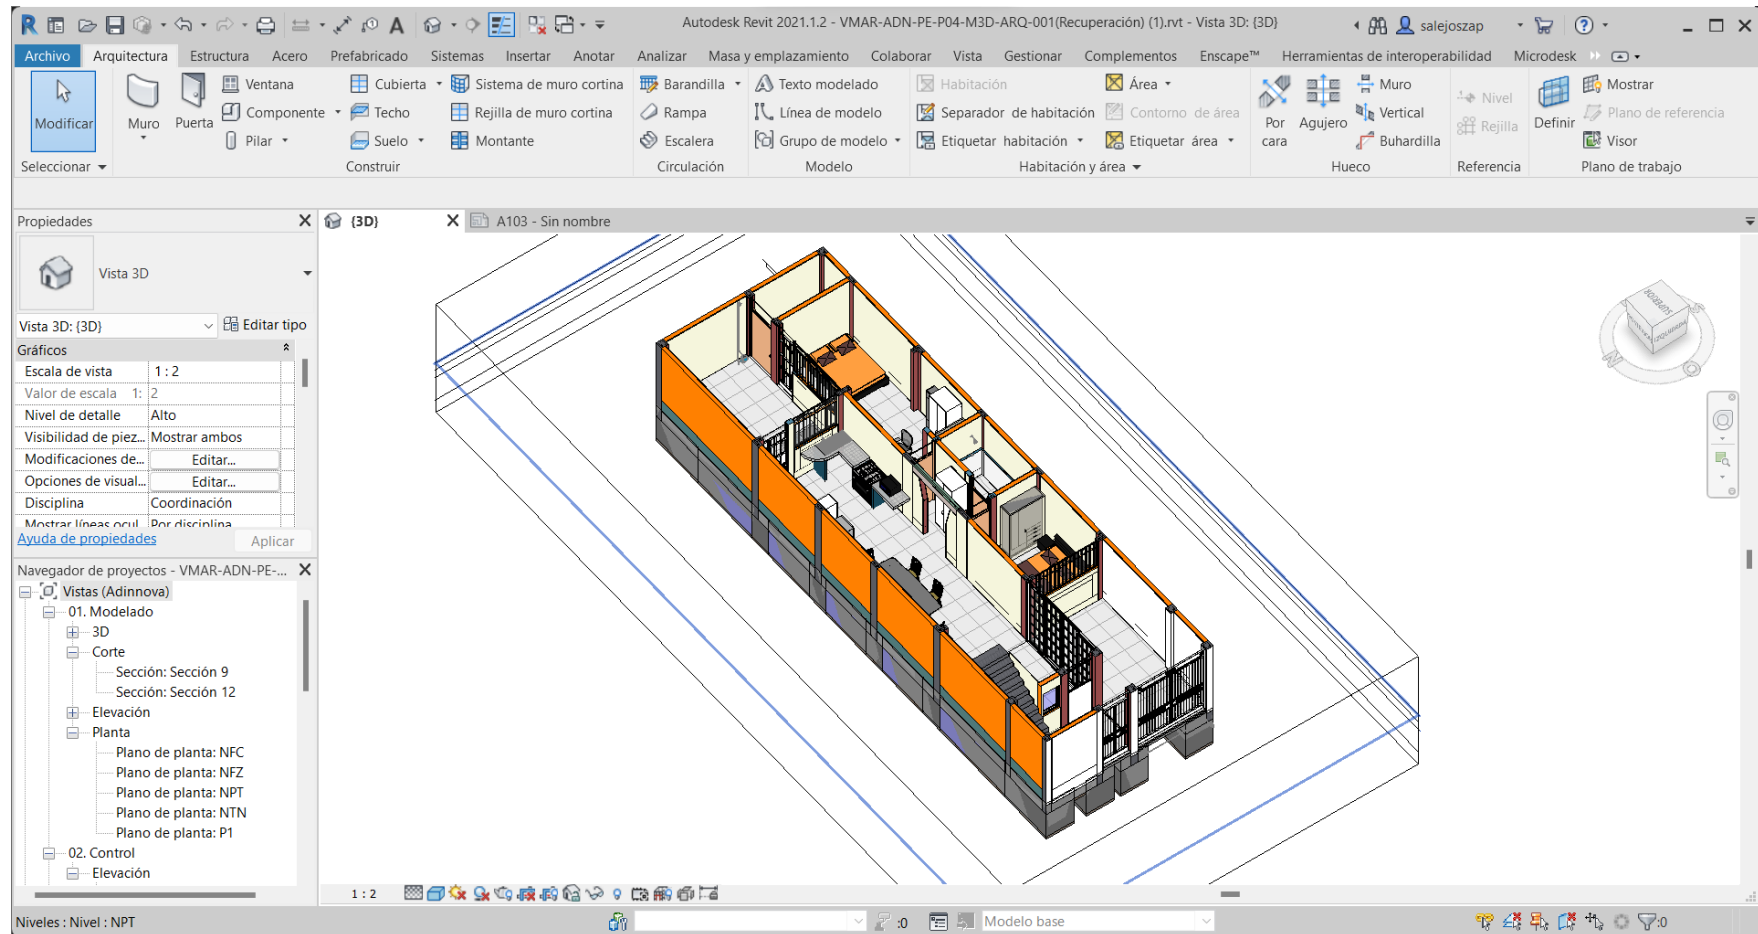 Autodesk Revit 2021.1.2 - VMAR-ADN-PE-P04-M3D-ARQ-001(Recuperación) (1).rvt - Vista 3D: {3D}
salejoszap
Archivo Arquitectura Estructura Acero Prefabricado Sistemas Insertar Anotar Analizar Masa y emplazamiento Colaborar Vista Gestionar Complementos Enscape™ Herramientas de interoperabilidad Microdesk
Modificar
Muro
Puerta
Ventana
Componente
Pilar
Cubierta
Techo
Suelo
Sistema de muro cortina
Rejilla de muro cortina
Montante
Barandilla
Rampa
Escalera
Texto modelado
Línea de modelo
Grupo de modelo
Habitación
Separador de habitación
Etiquetar habitación
Área
Contorno de área
Etiquetar área
Por cara
Agujero
Muro
Vertical
Buhardilla
Nivel
Rejilla
Definir
Mostrar
Plano de referencia
Visor
Seleccionar Construir Circulación Modelo Habitación y área Hueco Referencia Plano de trabajo
Propiedades X
{3D} X A103 - Sin nombre
Vista 3D
Vista 3D: {3D} Editar tipo
Gráficos
Escala de vista 1 : 2
Valor de escala 1: 2
Nivel de detalle Alto
Visibilidad de piez... Mostrar ambos
Modificaciones de... Editar...
Opciones de visual... Editar...
Disciplina Coordinación
Mostrar líneas ocul... Por disciplina
Ayuda de propiedades Aplicar
Navegador de proyectos - VMAR-ADN-PE-... X
Vistas (Adinnova)
01. Modelado
3D
Corte
Sección: Sección 9
Sección: Sección 12
Elevación
Planta
Plano de planta: NFC
Plano de planta: NFZ
Plano de planta: NPT
Plano de planta: NTN
Plano de planta: P1
02. Control
Elevación
SUPERIOR
IZQUIERDA
1 : 2
Niveles : Nivel : NPT
:0
Modelo base
:0